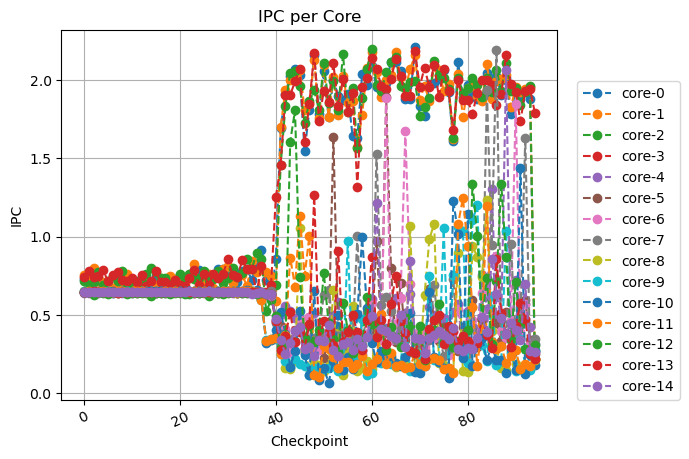 IPC per Core
IPC
2.0
1.5
1.0
0.5
0.0
0
20
40
60
80
Checkpoint
core-0
core-1
core-2
core-3
core-4
core-5
core-6
core-7
core-8
core-9
core-10
core-11
core-12
core-13
core-14